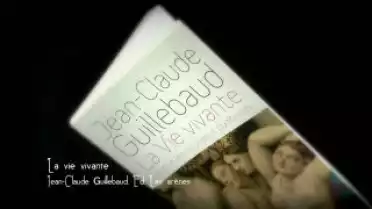 Jean-Claude
Guillebaud
La vie vivante
La vie vivante
Jean-Claude Guillebaud. Ed Les arènes